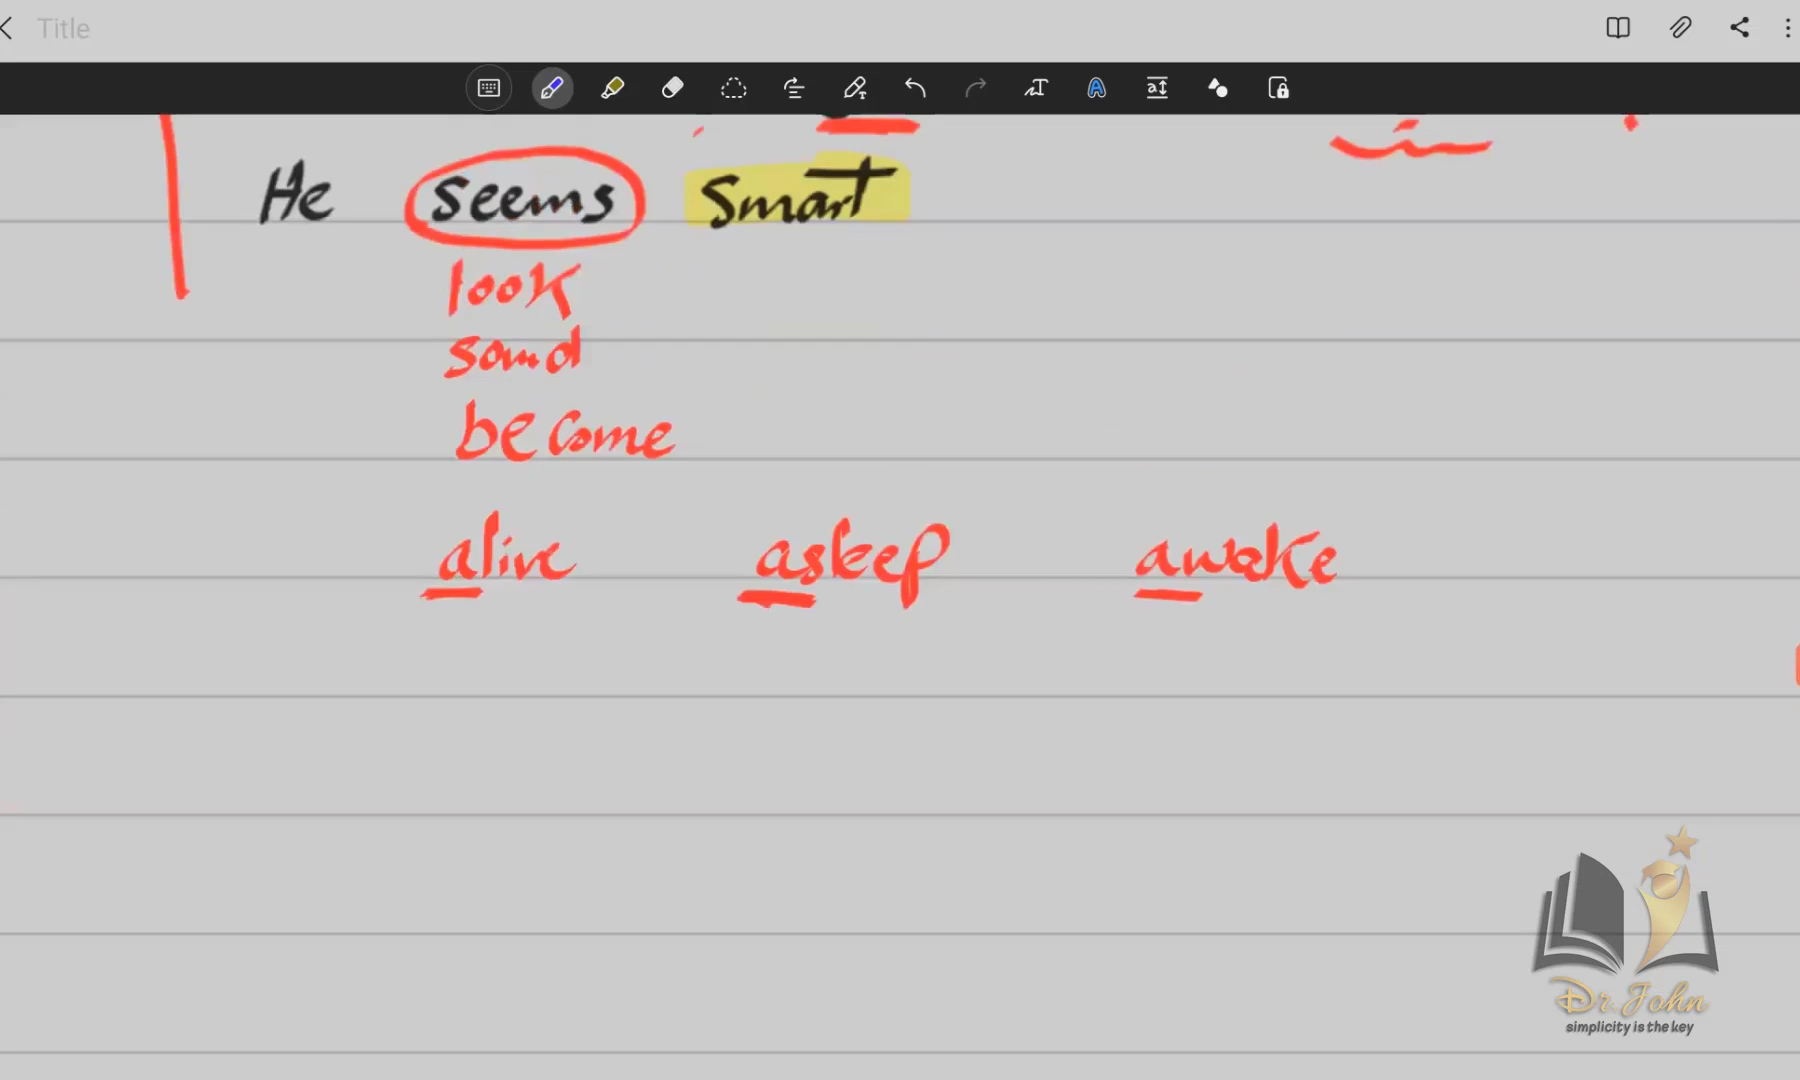 Title
He seems Smart
look
sound
become
alive asleep awake
Dr. John
simplicity is the key